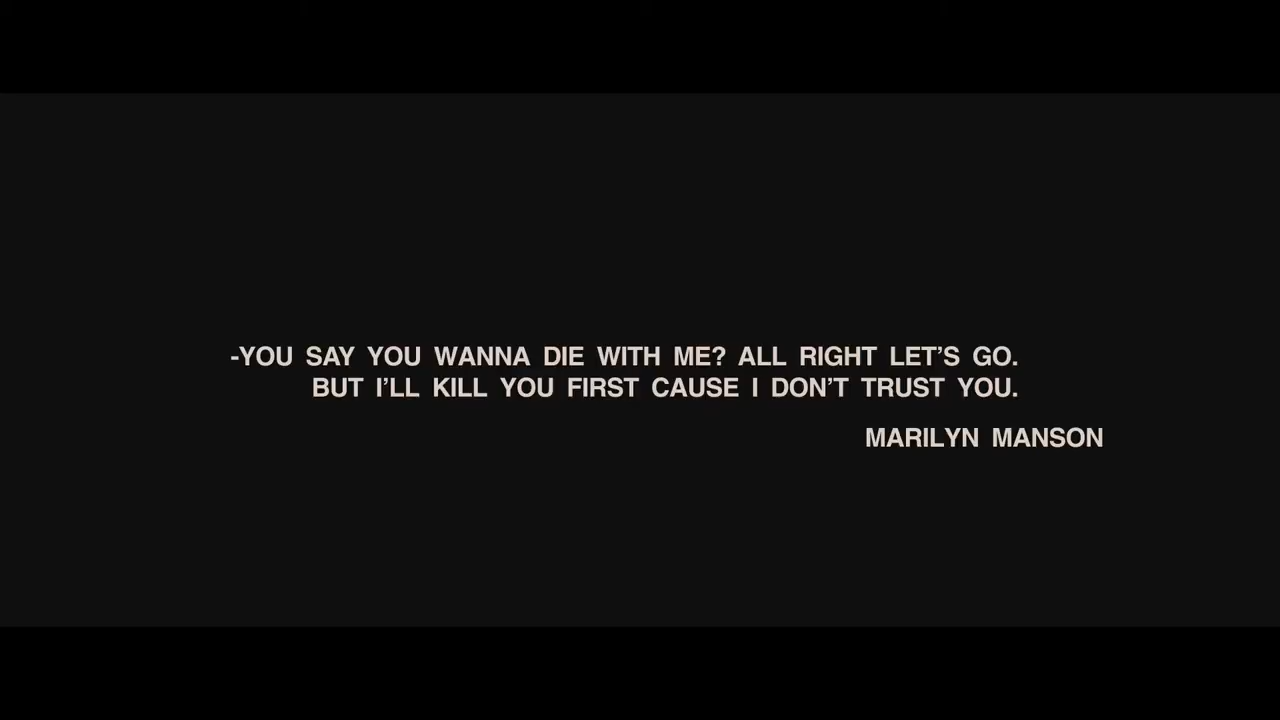 -YOU SAY YOU WANNA DIE WITH ME? ALL RIGHT LET’S GO.
BUT I’LL KILL YOU FIRST CAUSE I DON’T TRUST YOU.
MARILYN MANSON